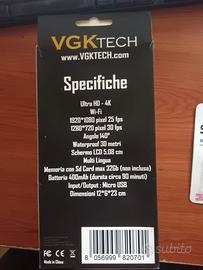 VGKTECH
www.VGKTECH.com
Specifiche
Ultra HD - 4K
Wi-Fi
1920*1080 pixel 25 fps
1280*720 pixel 30 fps
Angolo 140°
Waterproof 30 metri
Schermo LCD 5.08 cm
Multi Lingua
Memoria con Sd Card max 32Gb (non inclusa)
Batteria 400mAh (durata circa 90 minuti)
Input/Output: Micro USB
Dimensioni 12*6*23 cm
Made in China
8 056999 820701
subito